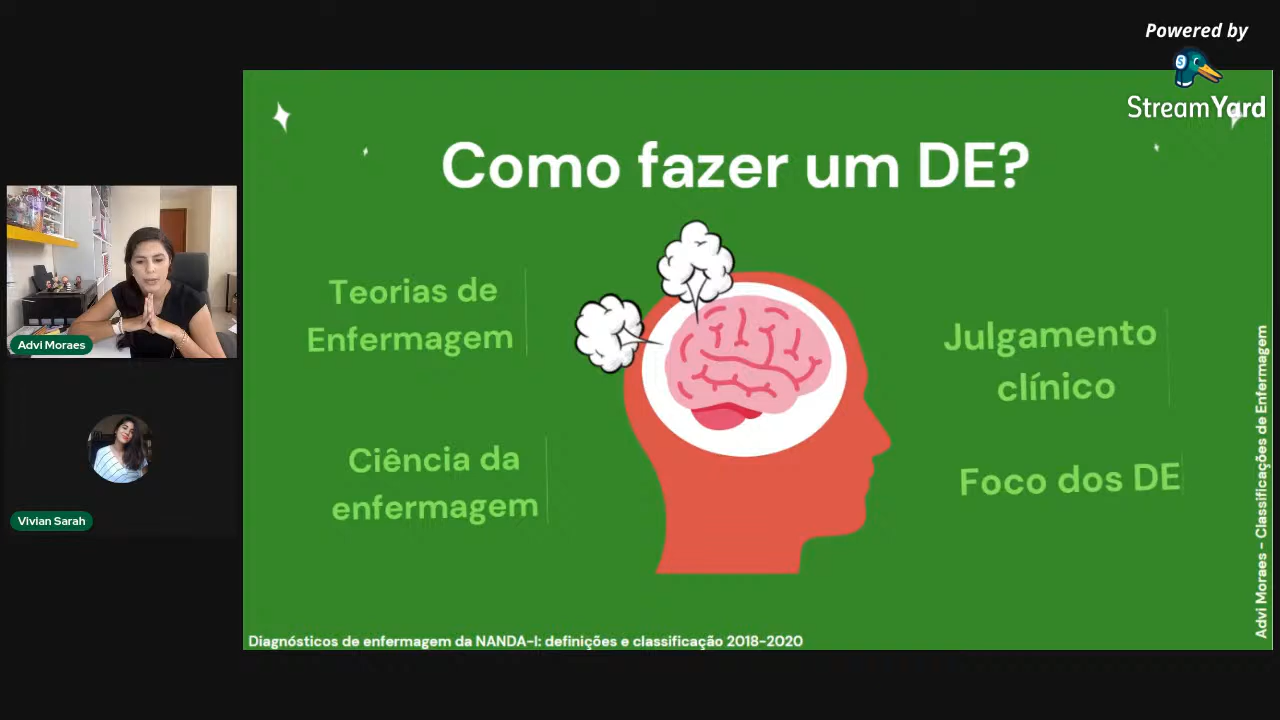 Powered by
StreamYard
Como fazer um DE?
Teorias de
Enfermagem
Ciência da
enfermagem
Julgamento
clínico
Foco dos DE
Advi Moraes
Vivian Sarah
Advi Moraes - Classificações de Enfermagem
Diagnósticos de enfermagem da NANDA-I: definições e classificação 2018-2020